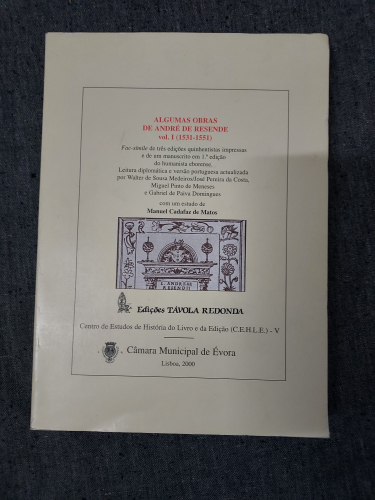 ALGUMAS OBRAS
DE ANDRÉ DE RESENDE
vol. I (1531-1551)
Fac-símile de três edições quinhentistas impressas
e de um manuscrito em 1.ª edição
do humanista eborense.
Leitura diplomática e versão portuguesa actualizada
por Walter de Sousa Medeiros/José Pereira da Costa,
Miguel Pinto de Meneses
e Gabriel de Paiva Domingues
com um estudo de
Manuel Cadafaz de Matos
L. ANDREAE
RESENDII
Edições TÁVOLA REDONDA
Centro de Estudos de História do Livro e da Edição (C.E.H.L.E.) - V
Câmara Municipal de Évora
Lisboa, 2000